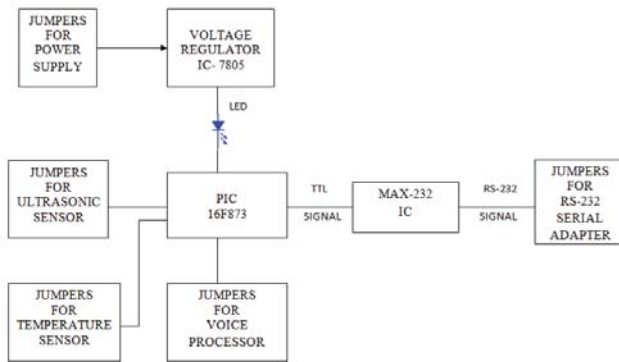 JUMPERS
FOR
POWER
SUPPLY
VOLTAGE
REGULATOR
IC- 7805
LED
JUMPERS
FOR
ULTRASONIC
SENSOR
PIC
16F873
TTL
SIGNAL
MAX-232
IC
RS-232
SIGNAL
JUMPERS
FOR
RS-232
SERIAL
ADAPTER
JUMPERS
FOR
TEMPERATURE
SENSOR
JUMPERS
FOR
VOICE
PROCESSOR